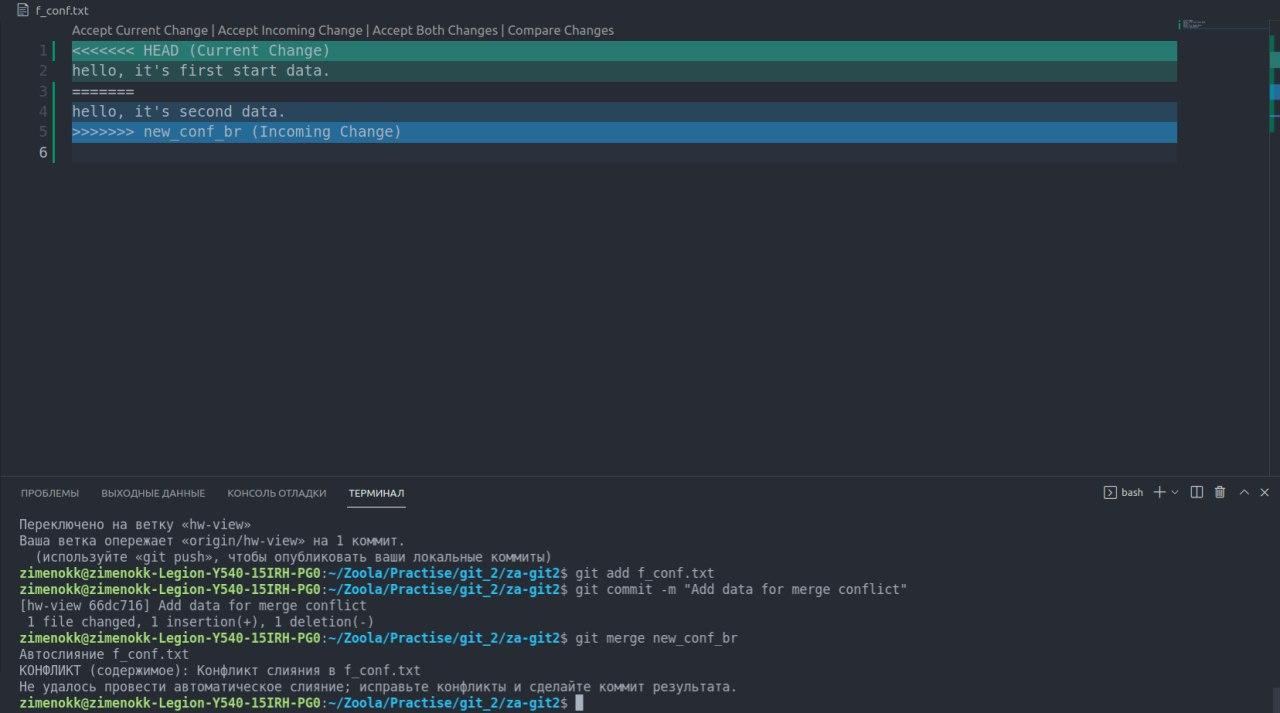 f_conf.txt
Accept Current Change | Accept Incoming Change | Accept Both Changes | Compare Changes
1 <<<<<<< HEAD (Current Change)
2 hello, it's first start data.
3 =======
4 hello, it's second data.
5 >>>>>>> new_conf_br (Incoming Change)
6
ПРОБЛЕМЫ ВЫХОДНЫЕ ДАННЫЕ КОНСОЛЬ ОТЛАДКИ ТЕРМИНАЛ bash
Переключено на ветку «hw-view»
Ваша ветка опережает «origin/hw-view» на 1 коммит.
  (используйте «git push», чтобы опубликовать ваши локальные коммиты)
zimenokk@zimenokk-Legion-Y540-15IRH-PG0:~/Zoola/Practise/git_2/za-git2$ git add f_conf.txt
zimenokk@zimenokk-Legion-Y540-15IRH-PG0:~/Zoola/Practise/git_2/za-git2$ git commit -m "Add data for merge conflict"
[hw-view 66dc716] Add data for merge conflict
 1 file changed, 1 insertion(+), 1 deletion(-)
zimenokk@zimenokk-Legion-Y540-15IRH-PG0:~/Zoola/Practise/git_2/za-git2$ git merge new_conf_br
Автослияние f_conf.txt
КОНФЛИКТ (содержимое): Конфликт слияния в f_conf.txt
Не удалось провести автоматическое слияние; исправьте конфликты и сделайте коммит результата.
zimenokk@zimenokk-Legion-Y540-15IRH-PG0:~/Zoola/Practise/git_2/za-git2$